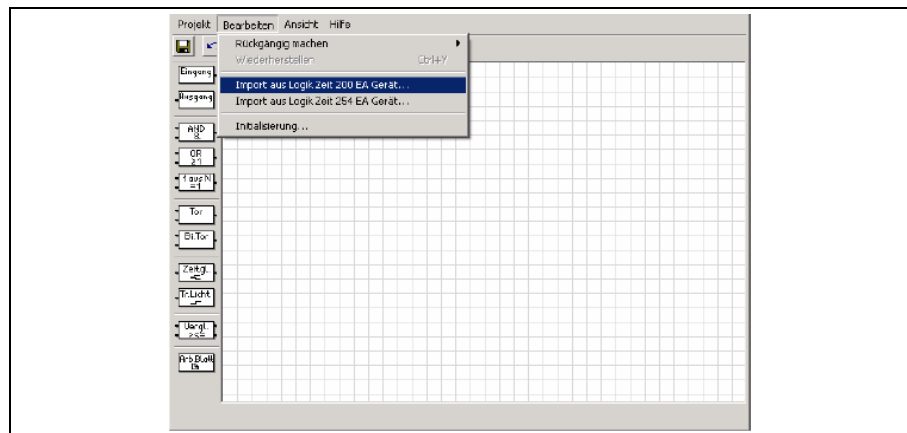 Projekt Bearbeiten Ansicht Hilfe
Rückgängig machen
Wiederherstellen Ctrl+Y
Import aus Logik Zeit 200 EA Gerät...
Import aus Logik Zeit 254 EA Gerät...
Initialisierung...
Eingang
Ausgang
AND
&
OR
≥1
1 aus N
=1
Tor
Bi.Tor
Zeitgl.
Tr.Licht
Vergl.
><=
Arb.Blatt